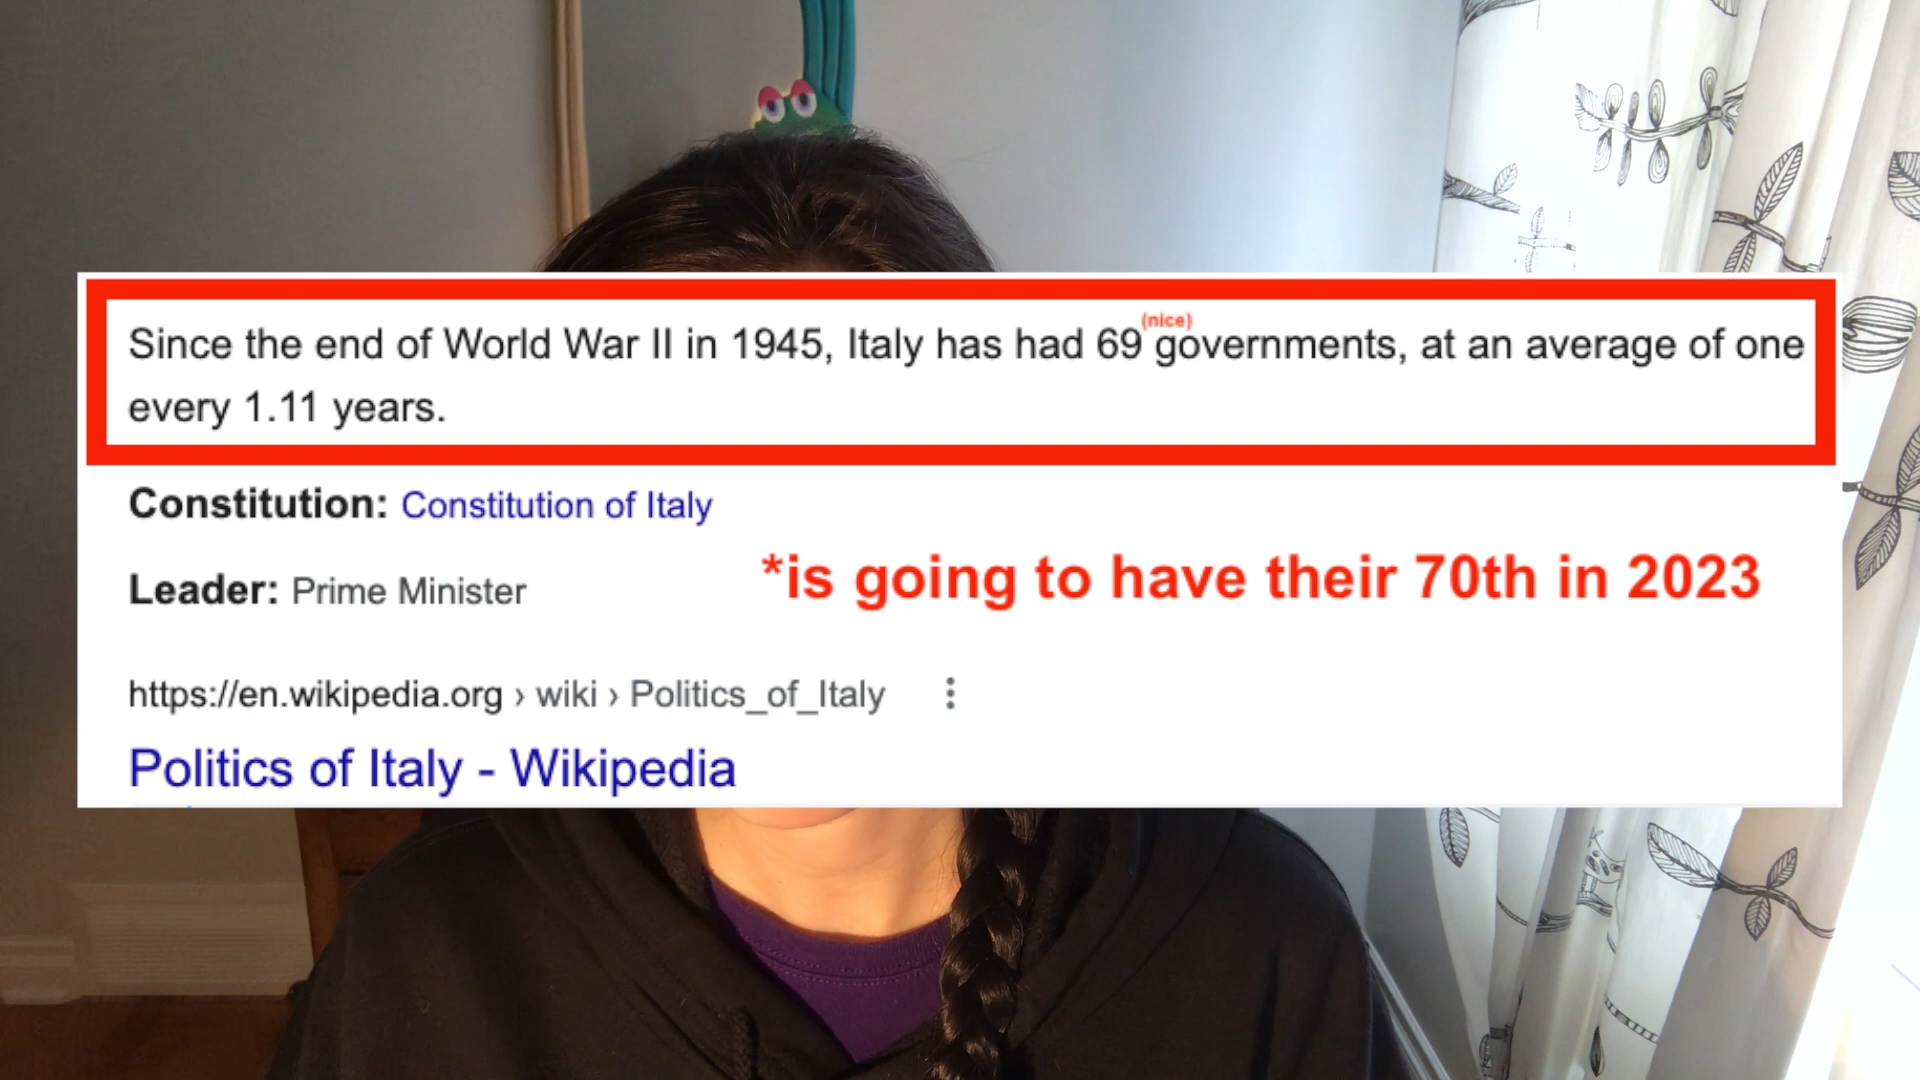 (nice)
Since the end of World War II in 1945, Italy has had 69 governments, at an average of one
every 1.11 years.
Constitution: Constitution of Italy
*is going to have their 70th in 2023
Leader: Prime Minister
https://en.wikipedia.org › wiki › Politics_of_Italy
Politics of Italy - Wikipedia